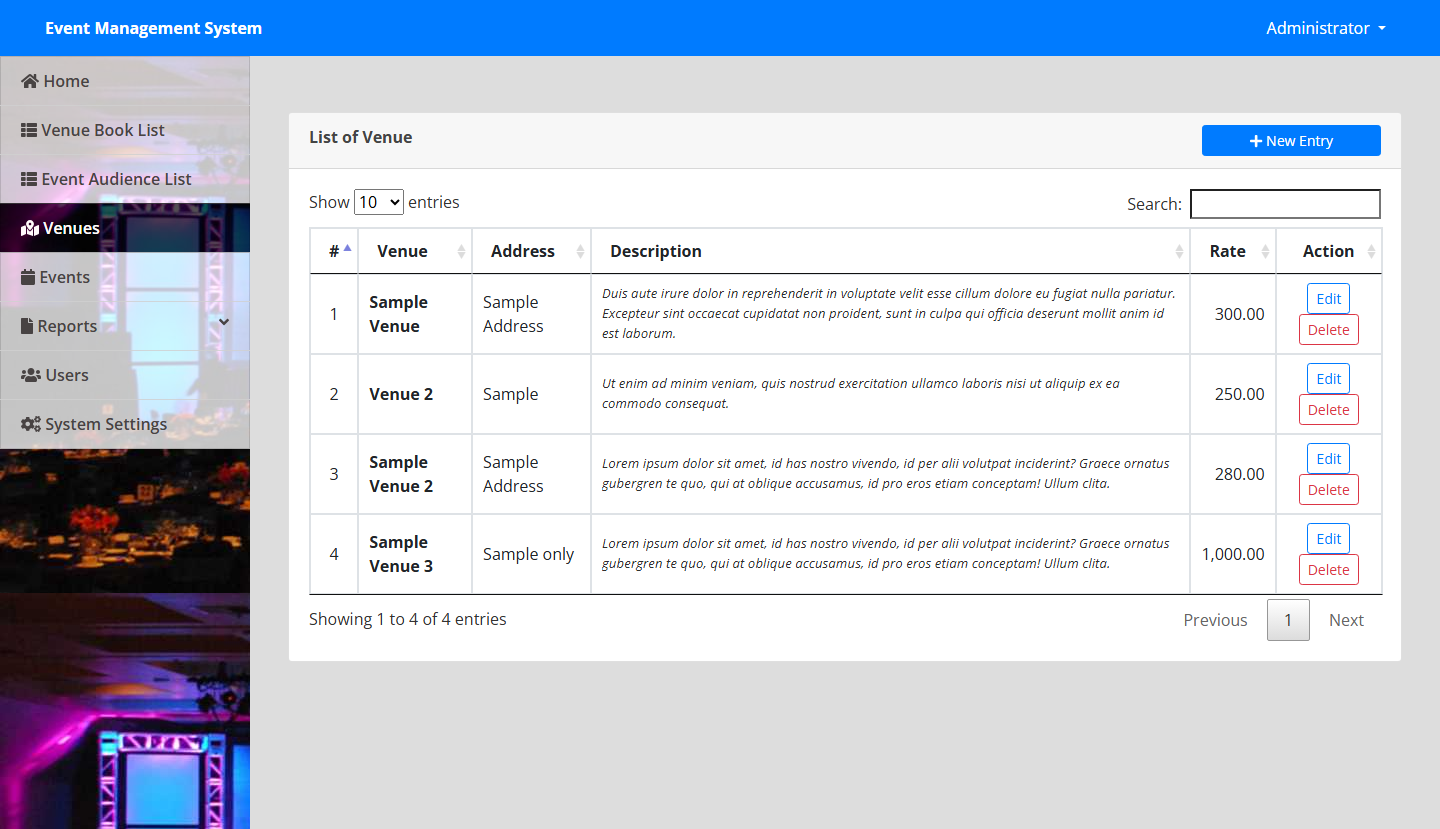 Event Management System
Administrator
Home
Venue Book List
Event Audience List
Venues
Events
Reports
Users
System Settings
List of Venue
New Entry
Show 10 entries
Search:
# Venue Address Description Rate Action
1
Sample
Venue
Sample
Address
Duis aute irure dolor in reprehenderit in voluptate velit esse cillum dolore eu fugiat nulla pariatur.
Excepteur sint occaecat cupidatat non proident, sunt in culpa qui officia deserunt mollit anim id
est laborum.
300.00
Edit
Delete
2
Venue 2
Sample
Ut enim ad minim veniam, quis nostrud exercitation ullamco laboris nisi ut aliquip ex ea
commodo consequat.
250.00
Edit
Delete
3
Sample
Venue 2
Sample
Address
Lorem ipsum dolor sit amet, id has nostro vivendo, id per alii volutpat inciderint? Graece ornatus
gubergren te quo, qui at oblique accusamus, id pro eros etiam conceptam! Ullum clita.
280.00
Edit
Delete
4
Sample
Venue 3
Sample only
Lorem ipsum dolor sit amet, id has nostro vivendo, id per alii volutpat inciderint? Graece ornatus
gubergren te quo, qui at oblique accusamus, id pro eros etiam conceptam! Ullum clita.
1,000.00
Edit
Delete
Showing 1 to 4 of 4 entries
Previous 1 Next